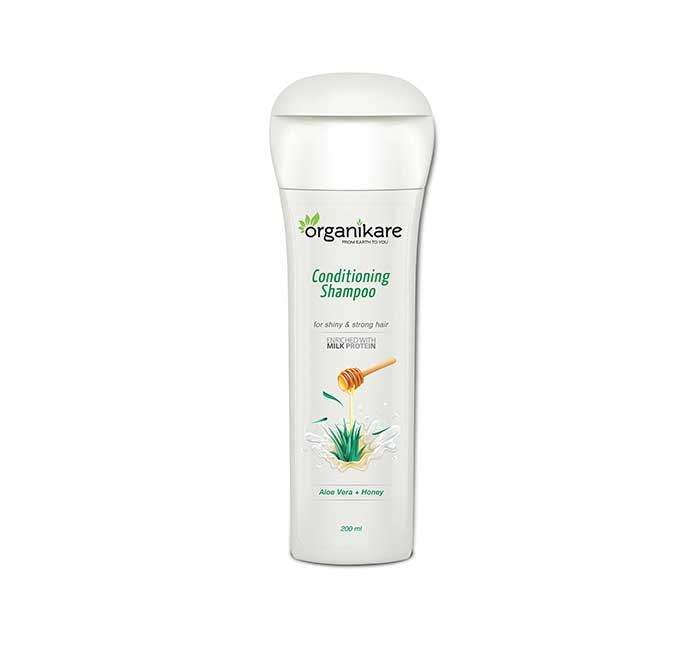 organikare
FROM EARTH TO YOU
Conditioning
Shampoo
for shiny & strong hair
ENRICHED WITH
MILK PROTEIN
Aloe Vera + Honey
200 ml